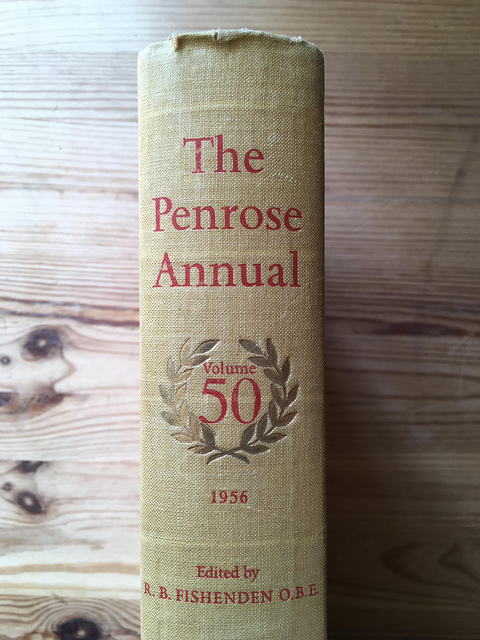 The
Penrose
Annual
Volume
50
1956
Edited by
R. B. FISHENDEN O.B.E.